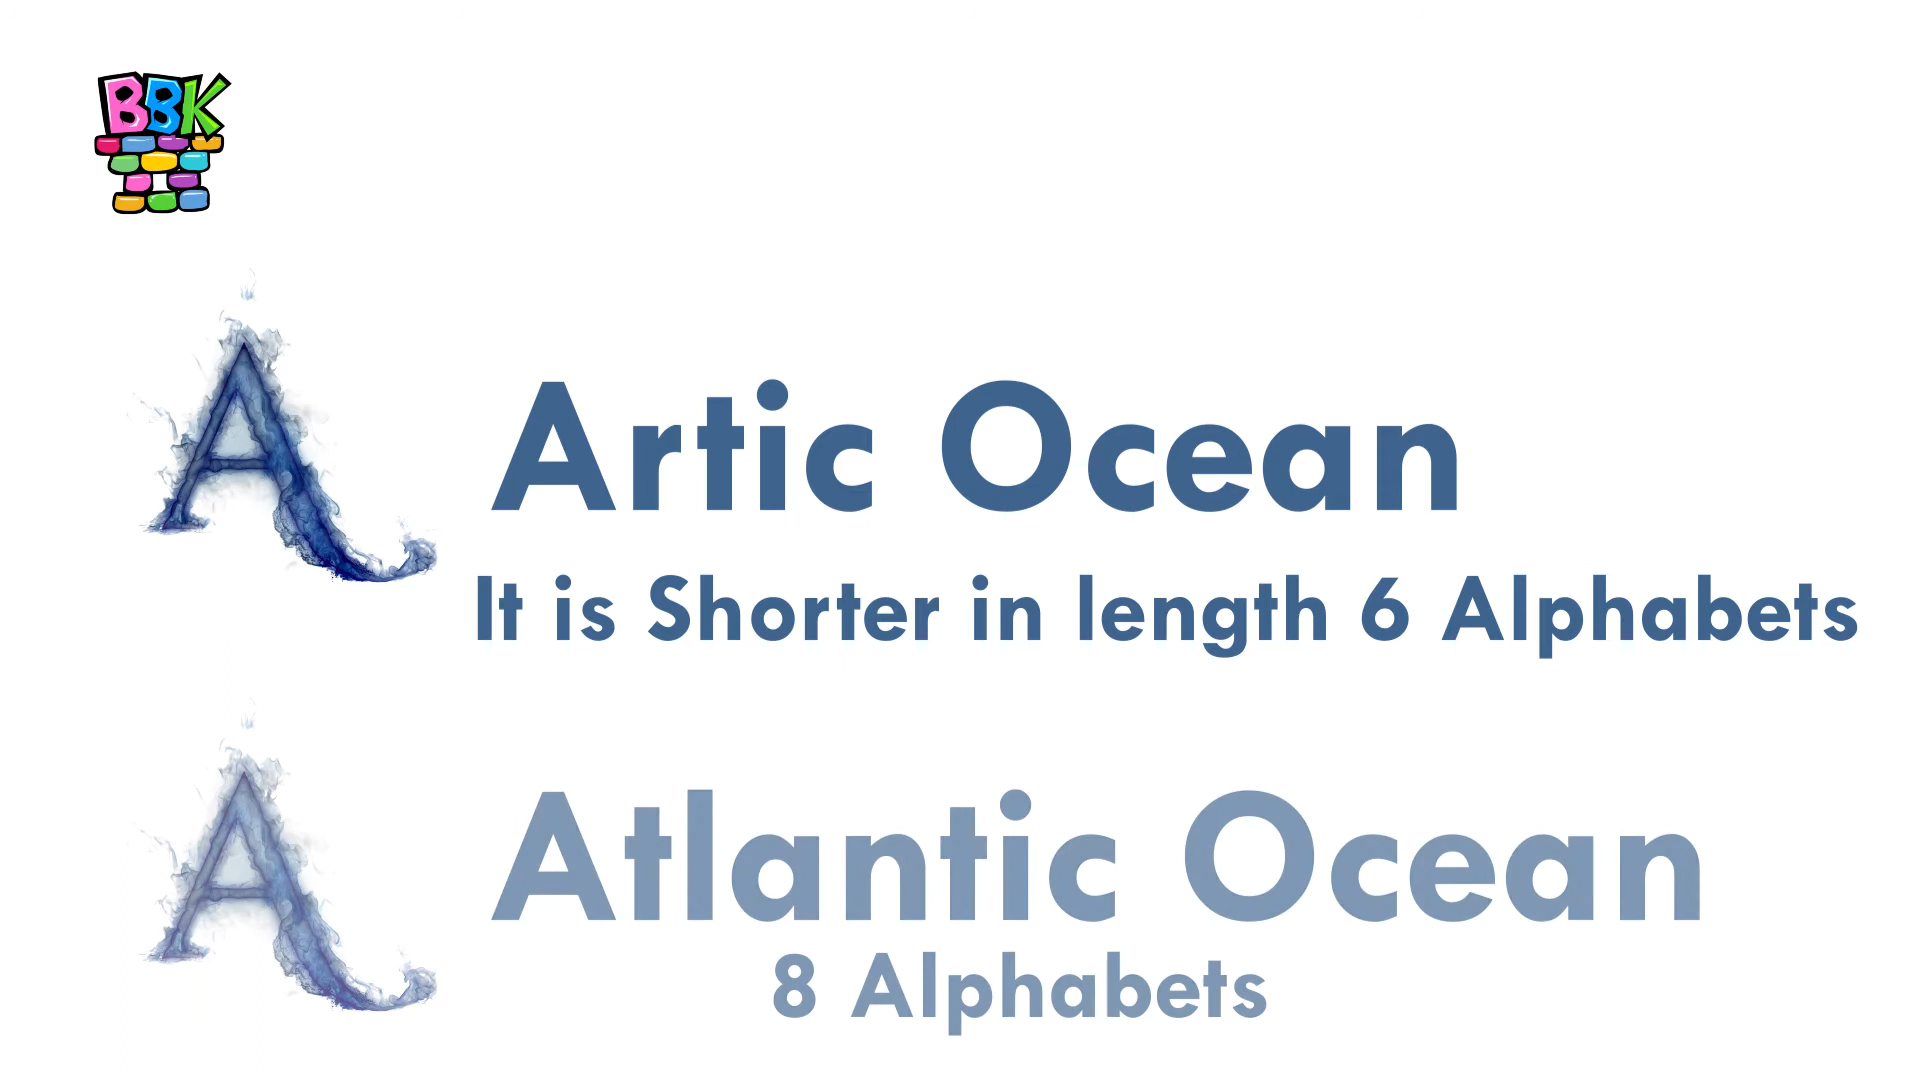 BBK
A
Artic Ocean
It is Shorter in length 6 Alphabets
A
Atlantic Ocean
8 Alphabets